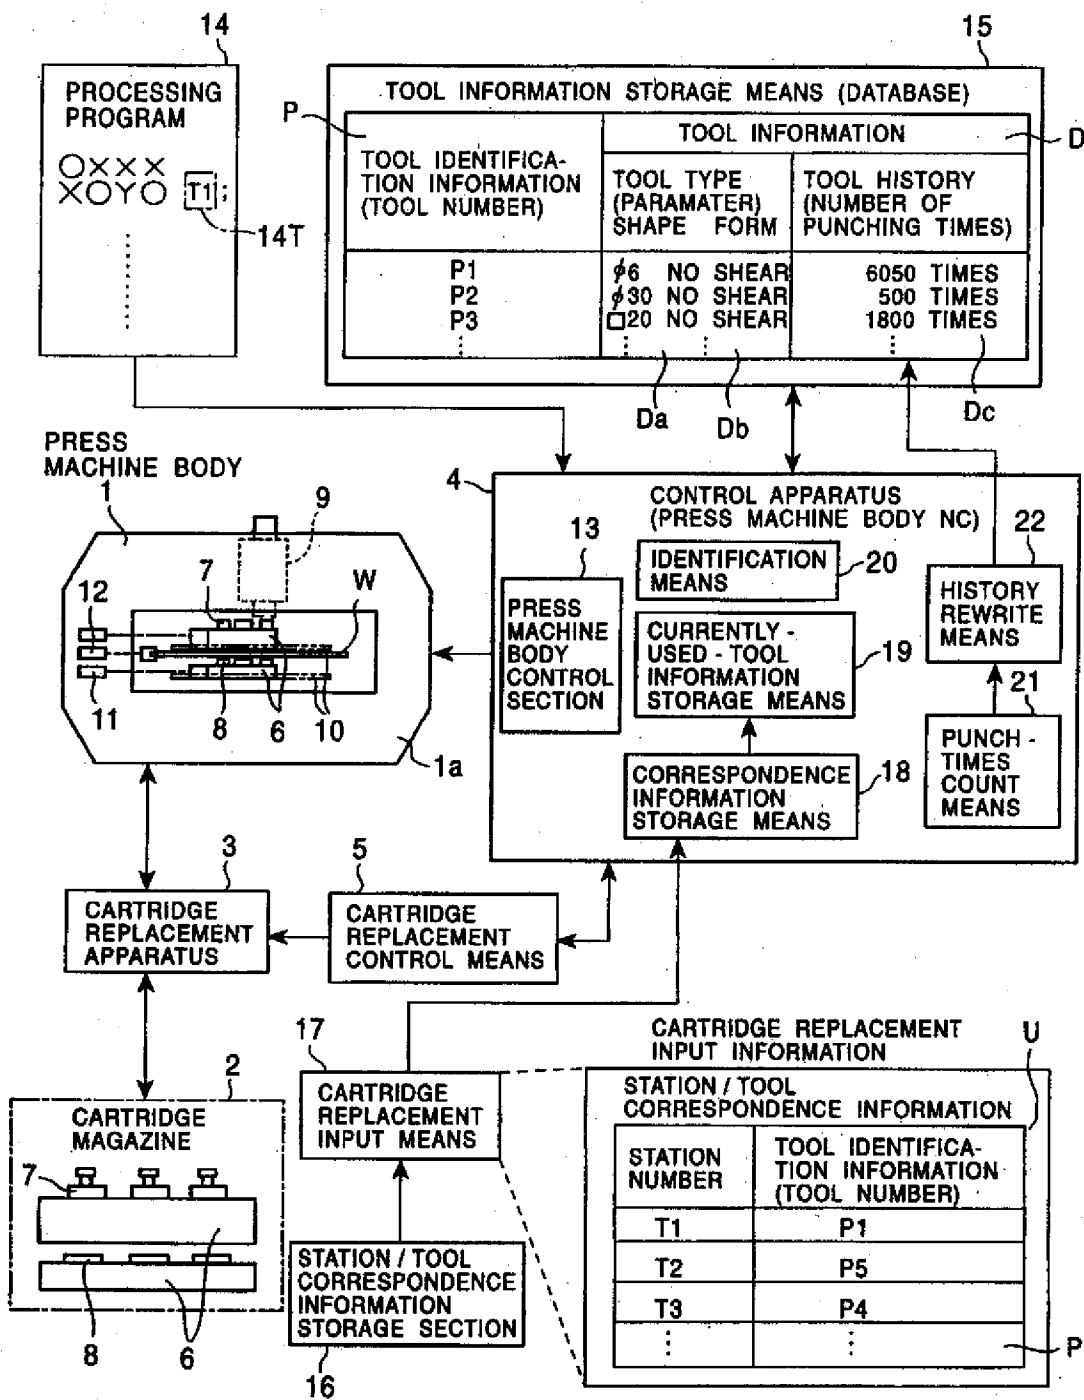 14
PROCESSING
PROGRAM
○×××
×○Y○ T1;
14T
15
TOOL INFORMATION STORAGE MEANS (DATABASE)
P
TOOL IDENTIFICA-
TION INFORMATION
(TOOL NUMBER)
TOOL INFORMATION
D
TOOL TYPE
(PARAMATER)
SHAPE FORM
TOOL HISTORY
(NUMBER OF
PUNCHING TIMES)
P1 ϕ6 NO SHEAR 6050 TIMES
P2 ϕ30 NO SHEAR 500 TIMES
P3 □20 NO SHEAR 1800 TIMES
Da
Db
Dc
PRESS
MACHINE BODY
1
9
7
W
12
11
8
6
10
1a
4
CONTROL APPARATUS
(PRESS MACHINE BODY NC)
13
PRESS
MACHINE
BODY
CONTROL
SECTION
IDENTIFICATION
MEANS
20
CURRENTLY-
USED-TOOL
INFORMATION
STORAGE MEANS
19
CORRESPONDENCE
INFORMATION
STORAGE MEANS
18
22
HISTORY
REWRITE
MEANS
21
PUNCH-
TIMES
COUNT
MEANS
3
CARTRIDGE
REPLACEMENT
APPARATUS
5
CARTRIDGE
REPLACEMENT
CONTROL MEANS
2
CARTRIDGE
MAGAZINE
7
8
6
17
CARTRIDGE
REPLACEMENT
INPUT MEANS
STATION / TOOL
CORRESPONDENCE
INFORMATION
STORAGE SECTION
16
CARTRIDGE REPLACEMENT
INPUT INFORMATION
U
STATION / TOOL
CORRESPONDENCE INFORMATION
STATION
NUMBER
TOOL IDENTIFICA-
TION INFORMATION
(TOOL NUMBER)
T1 P1
T2 P5
T3 P4
P